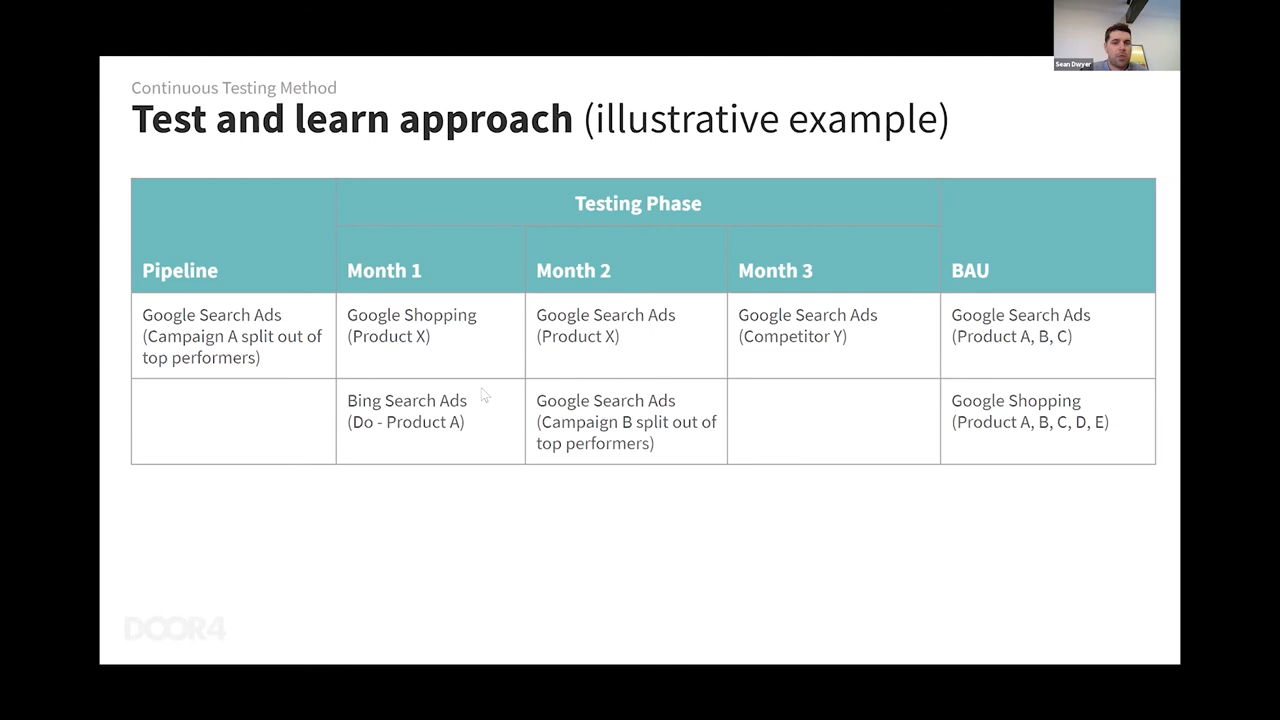 Sean Dwyer
Continuous Testing Method
Test and learn approach (illustrative example)
Testing Phase
Pipeline
Month 1
Month 2
Month 3
BAU
Google Search Ads
(Campaign A split out of
top performers)
Google Shopping
(Product X)
Google Search Ads
(Product X)
Google Search Ads
(Competitor Y)
Google Search Ads
(Product A, B, C)
Bing Search Ads
(Do - Product A)
Google Search Ads
(Campaign B split out of
top performers)
Google Shopping
(Product A, B, C, D, E)
DOOR4